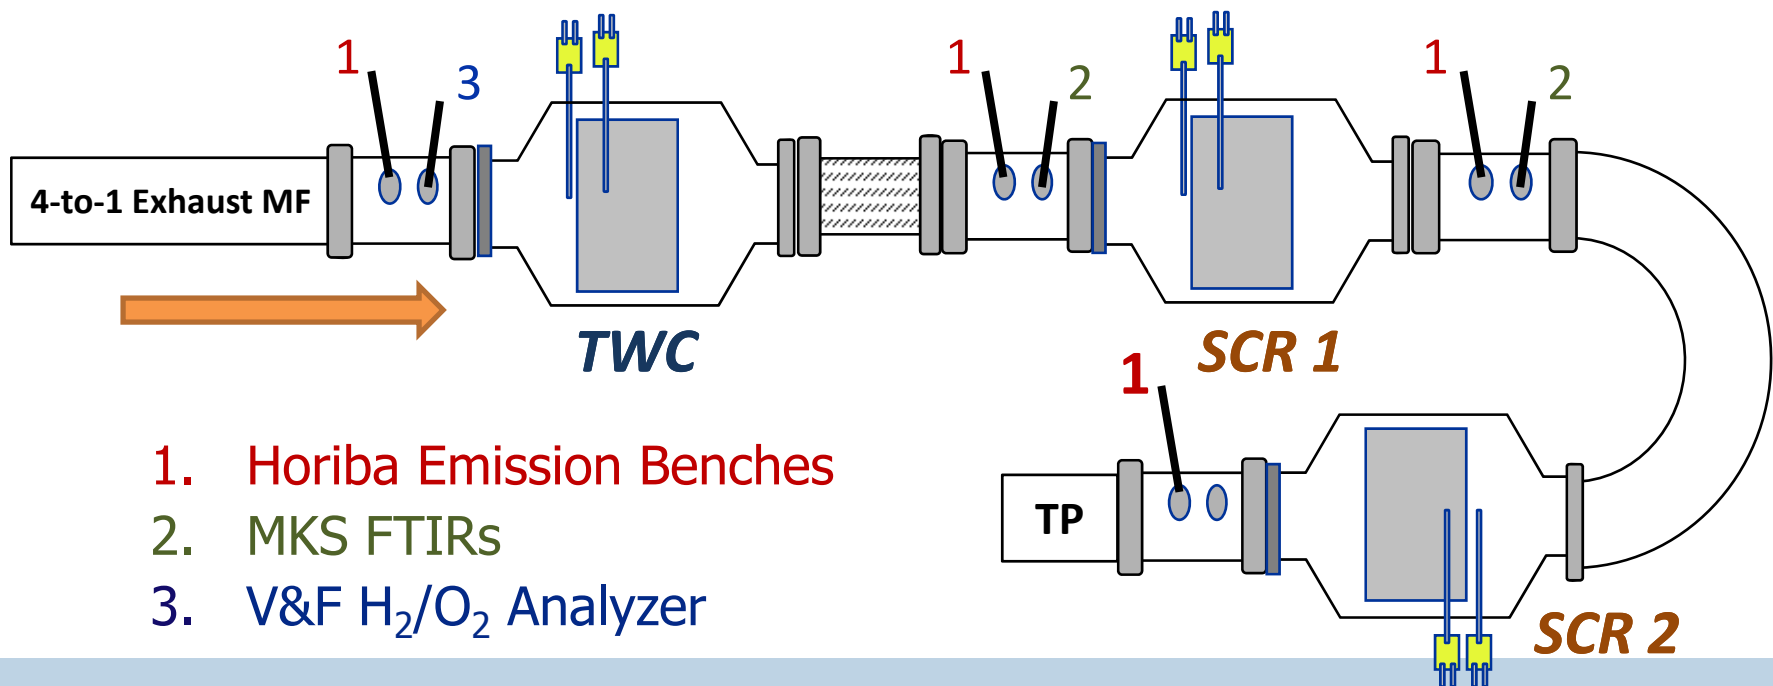 1
3
1
2
1
2
4-to-1 Exhaust MF
TWC
SCR 1
1
1. Horiba Emission Benches
2. MKS FTIRs
3. V&F H₂/O₂ Analyzer
TP
SCR 2